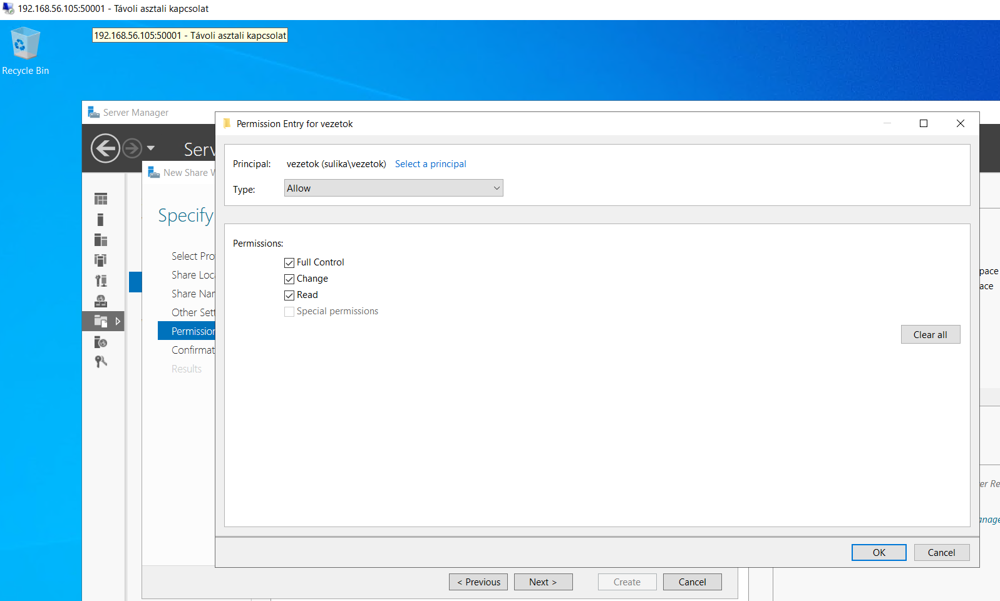 192.168.56.105:50001 - Távoli asztali kapcsolat
192.168.56.105:50001 - Távoli asztali kapcsolat
Recycle Bin
Server Manager
Serv
New Share W
Specify
Select Pro
Share Loc
Share Nar
Other Sett
Permission
Confirmat
Results
Permission Entry for vezetok
Principal: vezetok (sulika\vezetok) Select a principal
Type: Allow
Permissions:
Full Control
Change
Read
Special permissions
Clear all
OK Cancel
pace
ace
er Re
anage
< Previous Next > Create Cancel